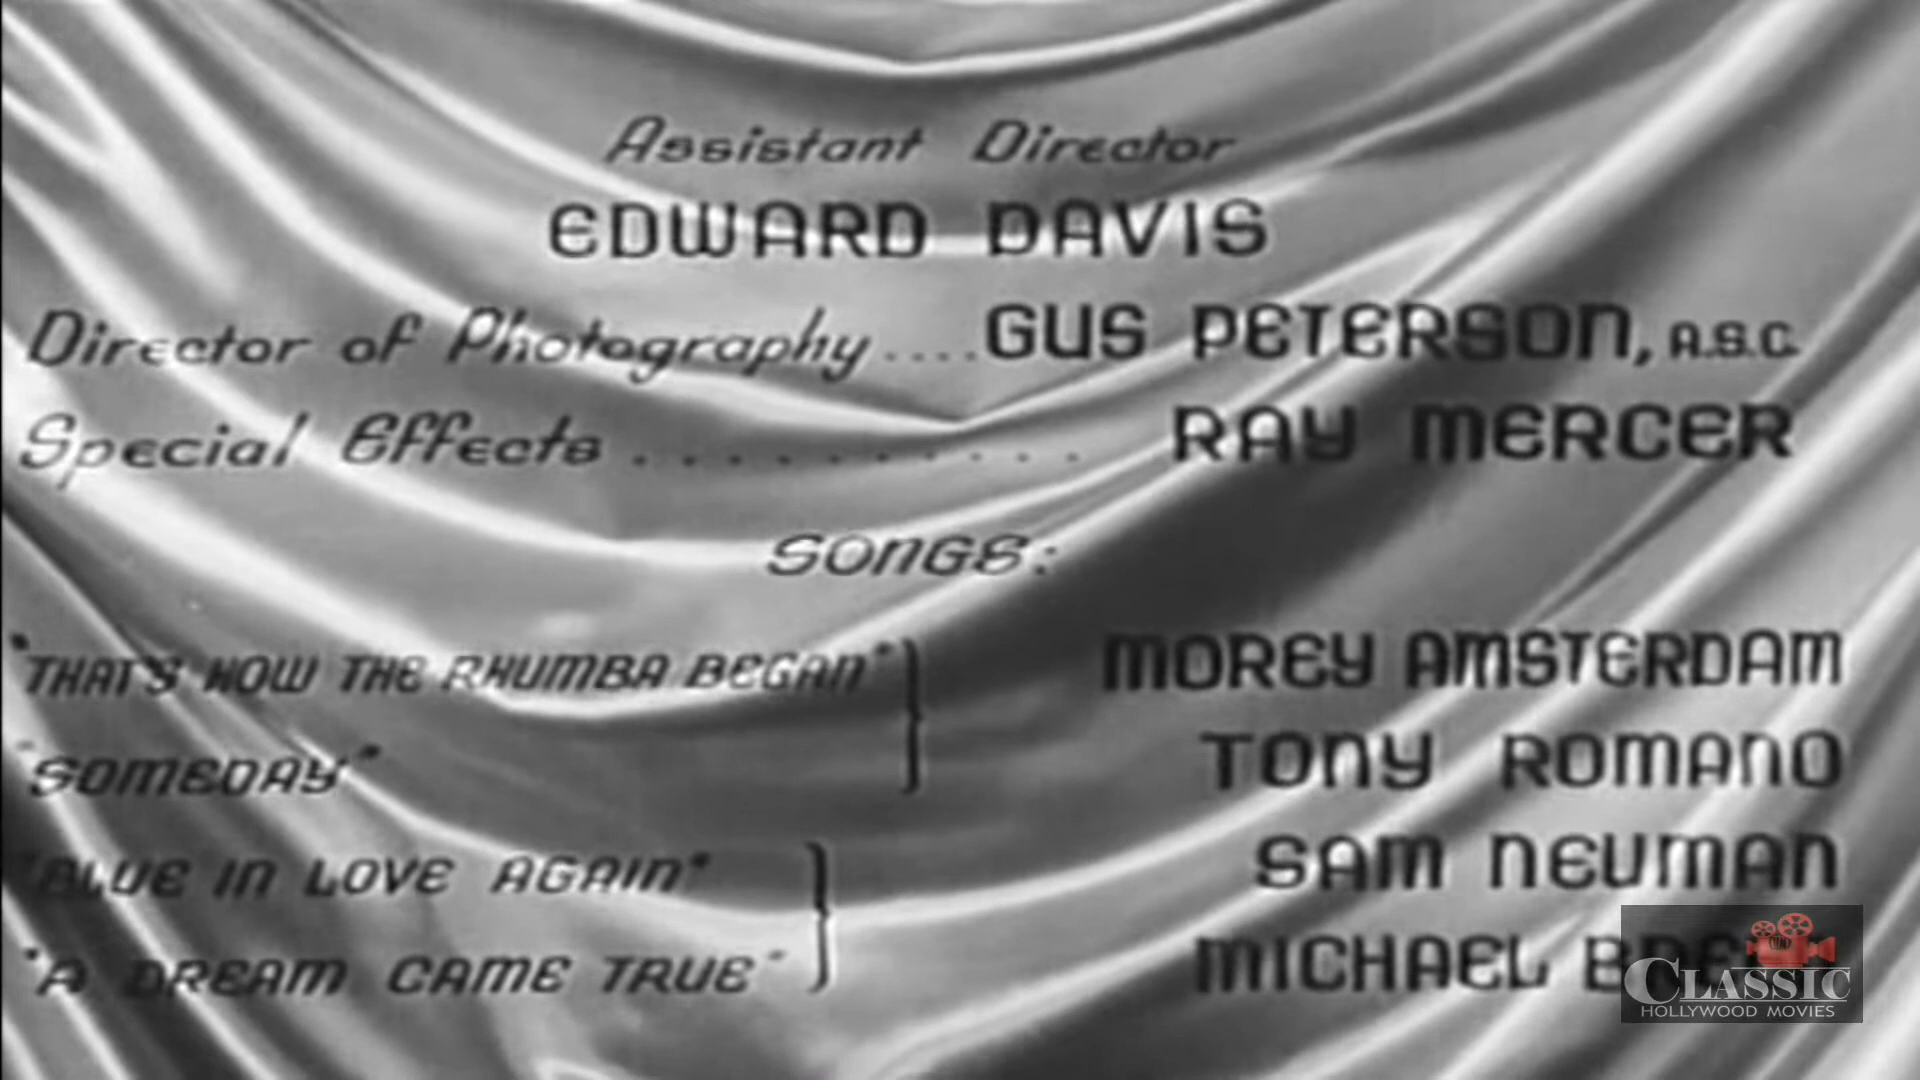 Assistant Director
EDWARD DAVIS
Director of Photography....GUS PETERSON, A.S.C.
Special Effects . . . . . . . . . . . RAY MERCER
SONGS:
"THAT'S HOW THE RHUMBA BEGAN" } MOREY AMSTERDAM
"SOMEDAY" TONY ROMANO
"BLUE IN LOVE AGAIN" } SAM NEUMAN
"A DREAM CAME TRUE" MICHAEL
CLASSIC
HOLLYWOOD MOVIES